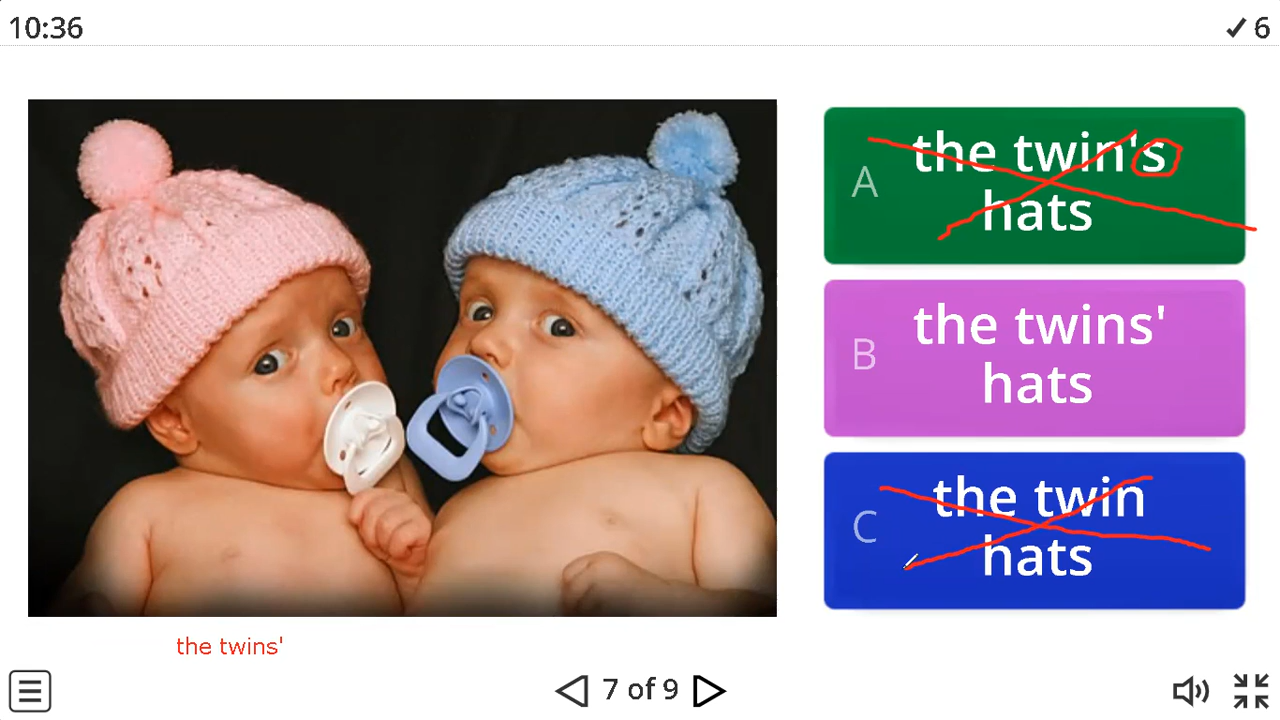 10:36
✓ 6
A
the twin's
hats
B
the twins'
hats
C
the twin
hats
the twins'
7 of 9